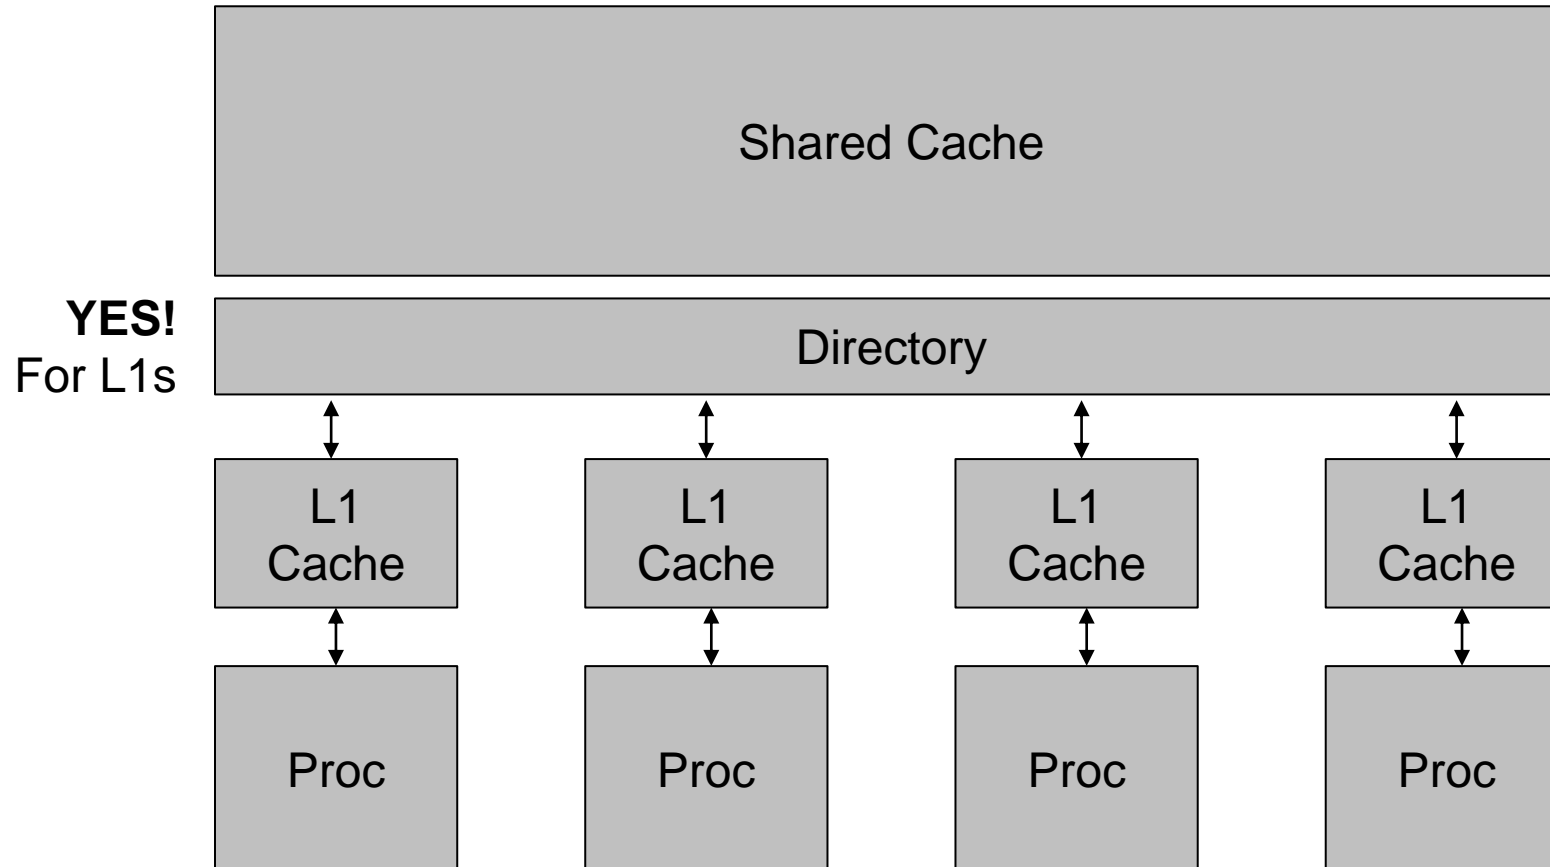 Shared Cache
YES!
For L1s
Directory
L1
Cache
L1
Cache
L1
Cache
L1
Cache
Proc
Proc
Proc
Proc